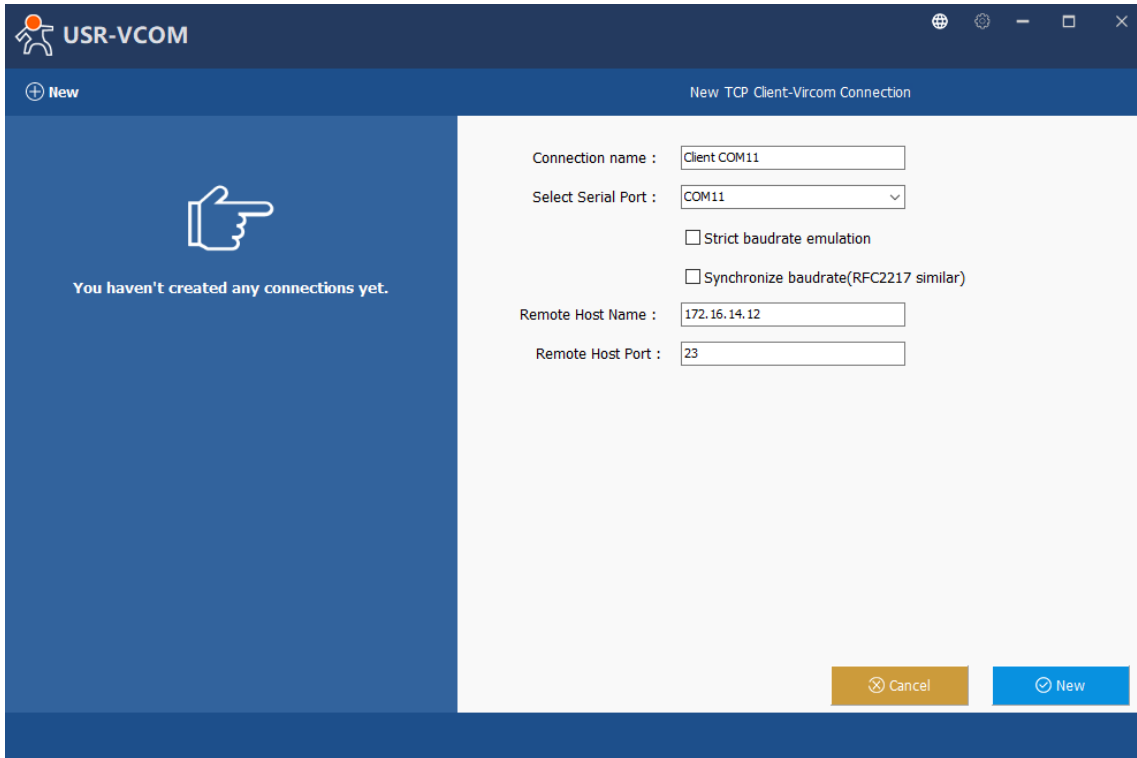 USR-VCOM
New
New TCP Client-Vircom Connection
You haven't created any connections yet.
Connection name :
Client COM11
Select Serial Port :
COM11
Strict baudrate emulation
Synchronize baudrate(RFC2217 similar)
Remote Host Name :
172.16.14.12
Remote Host Port :
23
Cancel
New